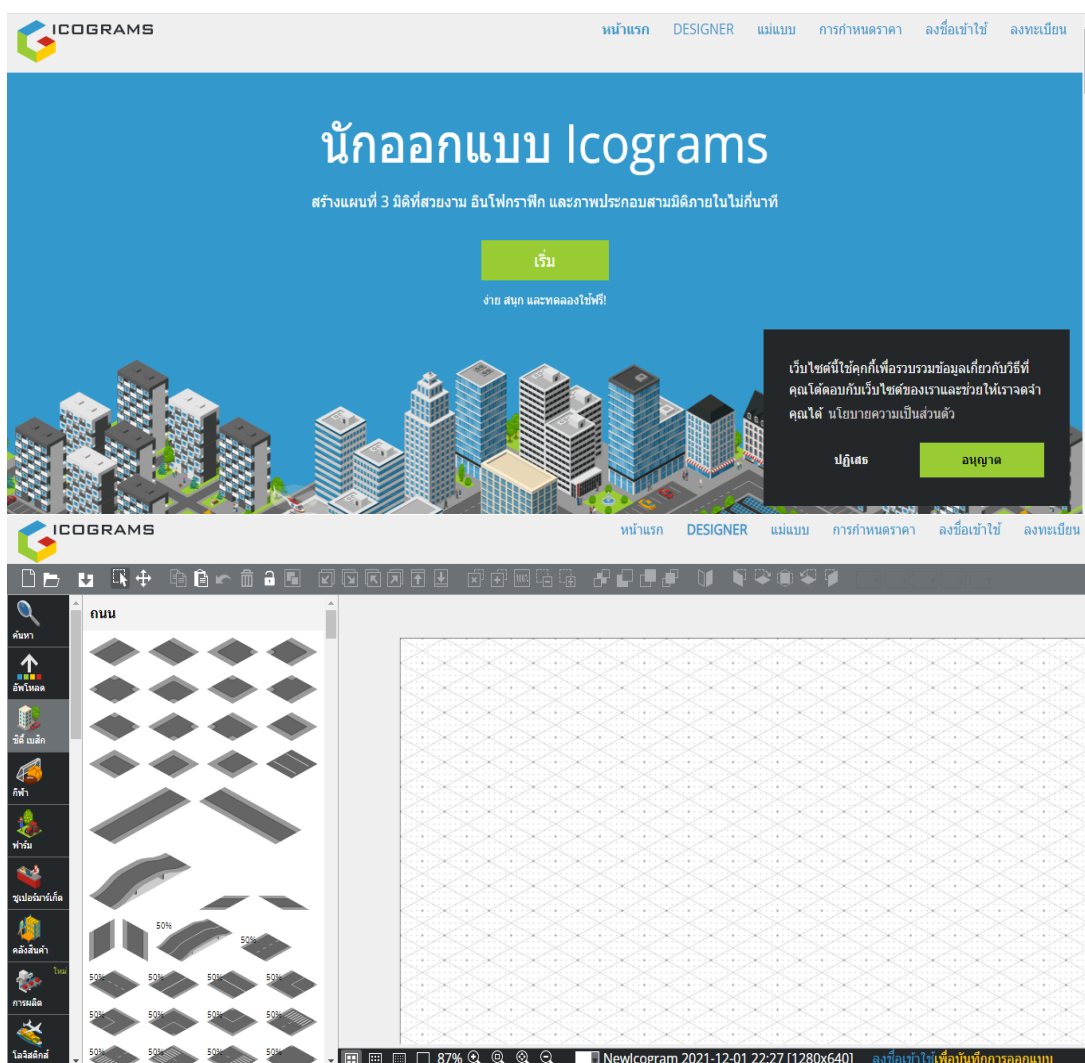 ICOGRAMS
หน้าแรก DESIGNER แม่แบบ การกำหนดราคา ลงชื่อเข้าใช้ ลงทะเบียน
นักออกแบบ Icograms
สร้างแผนที่ 3 มิติที่สวยงาม อินโฟกราฟิก และภาพประกอบสามมิติภายในไม่กี่นาที
เริ่ม
ง่าย สนุก และทดลองใช้ฟรี!
เว็บไซต์นี้ใช้คุกกี้เพื่อรวบรวมข้อมูลเกี่ยวกับวิธีที่
คุณโต้ตอบกับเว็บไซต์ของเราและช่วยให้เราจดจำ
คุณได้ นโยบายความเป็นส่วนตัว
ปฏิเสธ อนุญาต
ICOGRAMS
หน้าแรก DESIGNER แม่แบบ การกำหนดราคา ลงชื่อเข้าใช้ ลงทะเบียน
100%
ค้นหา
อัพโหลด
ซิตี้ เบสิก
กีฬา
ฟาร์ม
ซูเปอร์มาร์เก็ต
คลังสินค้า
ใหม่
การผลิต
โลจิสติกส์
ถนน
50%
50%
50% 50% 50% 50%
50% 50% 50% 50%
50% 50% 50% 50%
87% NewIcogram 2021-12-01 22:27 [1280x640] ลงชื่อเข้าใช้เพื่อบันทึกการออกแบบ